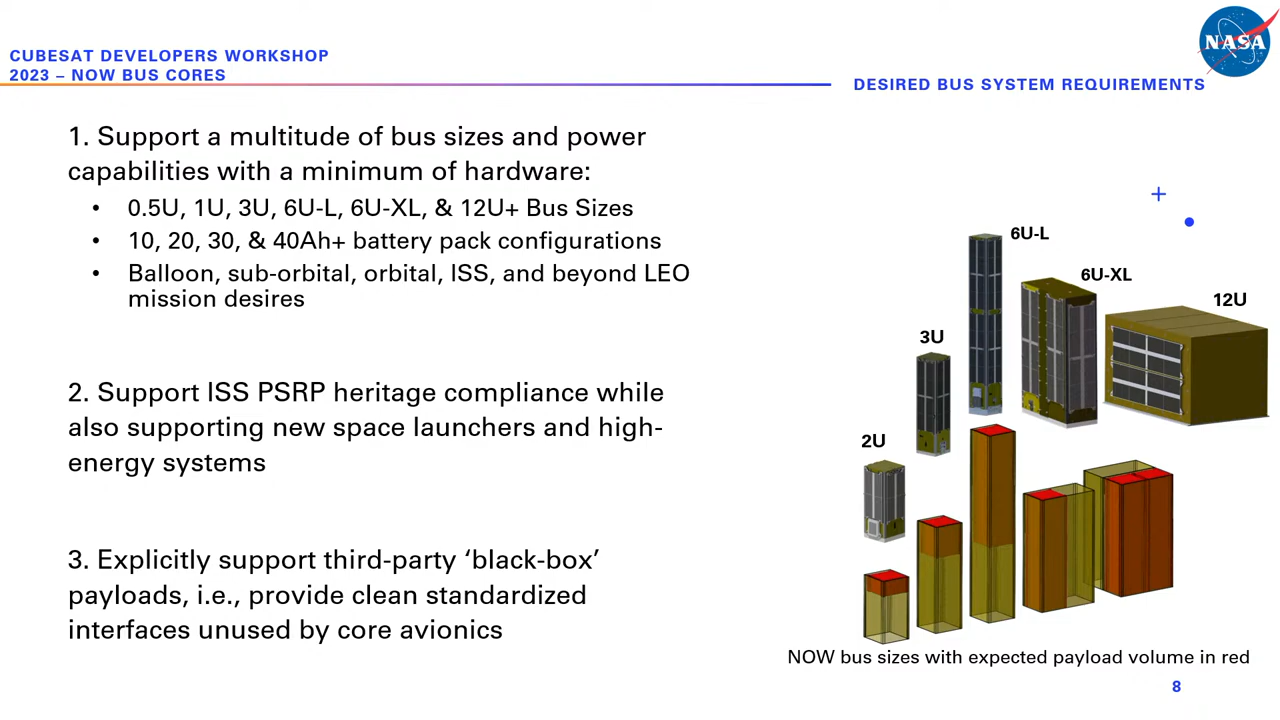 CUBESAT DEVELOPERS WORKSHOP
2023 – NOW BUS CORES
NASA
DESIRED BUS SYSTEM REQUIREMENTS
1. Support a multitude of bus sizes and power
capabilities with a minimum of hardware:
• 0.5U, 1U, 3U, 6U-L, 6U-XL, & 12U+ Bus Sizes
• 10, 20, 30, & 40Ah+ battery pack configurations
• Balloon, sub-orbital, orbital, ISS, and beyond LEO
mission desires
2. Support ISS PSRP heritage compliance while
also supporting new space launchers and high-
energy systems
3. Explicitly support third-party ‘black-box’
payloads, i.e., provide clean standardized
interfaces unused by core avionics
6U-L
6U-XL
12U
3U
2U
NOW bus sizes with expected payload volume in red
8